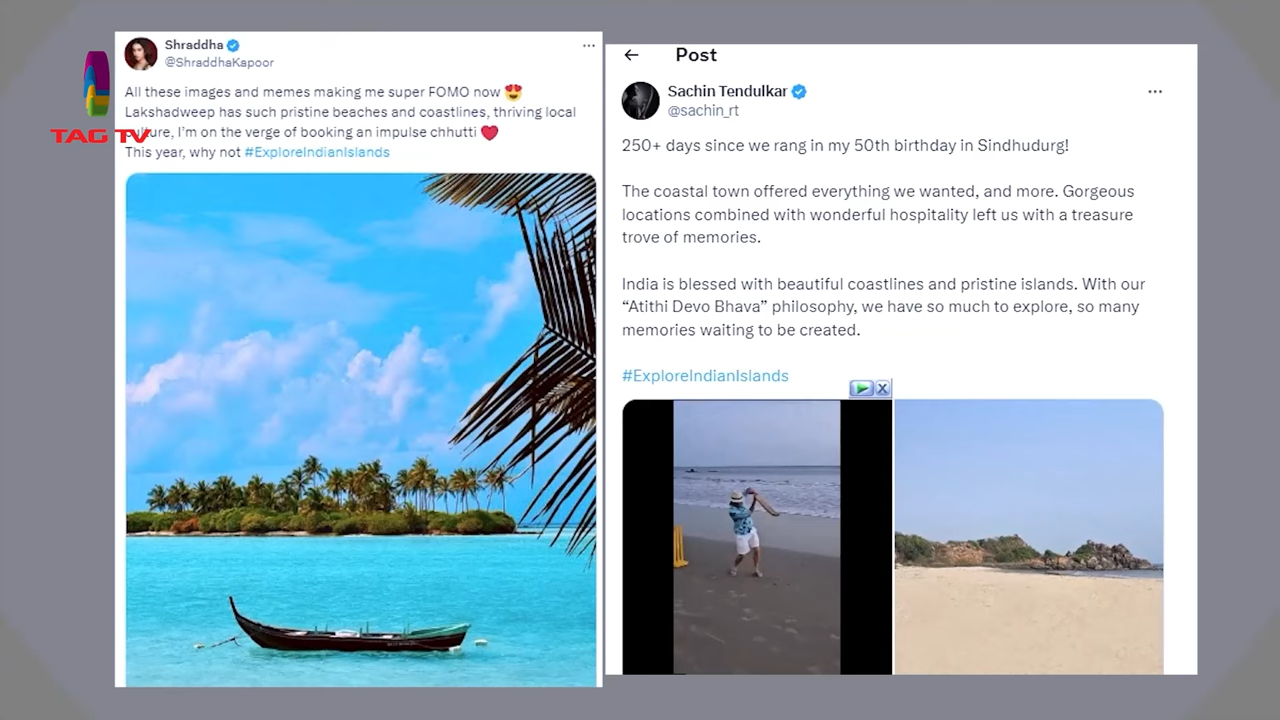 TAG TV
Shraddha
@ShraddhaKapoor
All these images and memes making me super FOMO now 😍
Lakshadweep has such pristine beaches and coastlines, thriving local
culture, I'm on the verge of booking an impulse chhutti ❤️
This year, why not #ExploreIndianIslands
Post
Sachin Tendulkar
@sachin_rt
250+ days since we rang in my 50th birthday in Sindhudurg!
The coastal town offered everything we wanted, and more. Gorgeous
locations combined with wonderful hospitality left us with a treasure
trove of memories.
India is blessed with beautiful coastlines and pristine islands. With our
“Atithi Devo Bhava” philosophy, we have so much to explore, so many
memories waiting to be created.
#ExploreIndianIslands